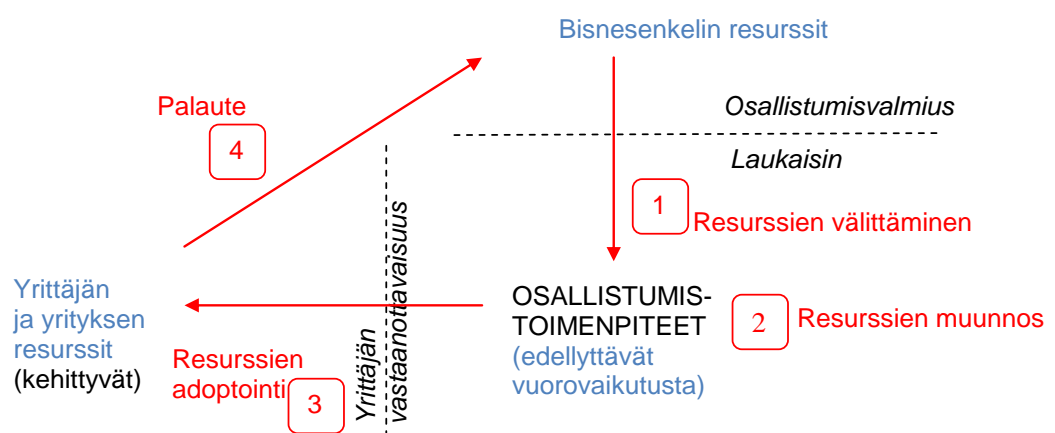 Bisnesenkelin resurssit
Palaute
4
Osallistumisvalmius
Laukaisin
1
Resurssien välittäminen
Yrittäjän
vastaanottavaisuus
OSALLISTUMIS-
TOIMENPITEET
(edellyttävät
vuorovaikutusta)
2
Resurssien muunnos
Resurssien
adoptointi
3
Yrittäjän
ja yrityksen
resurssit
(kehittyvät)